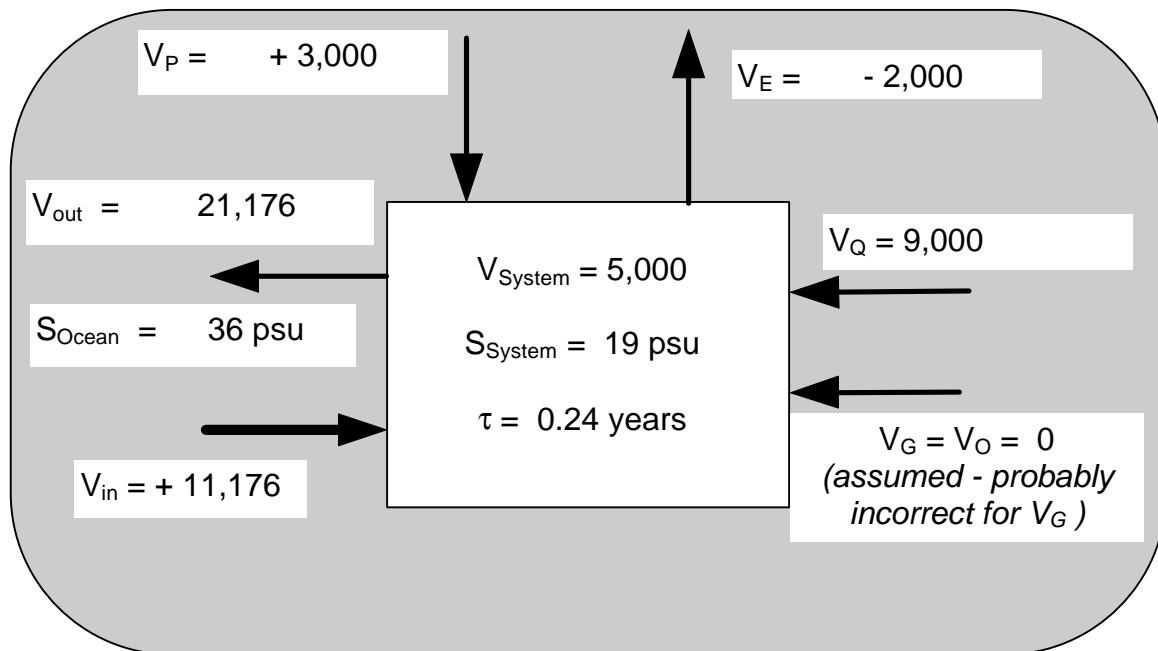 V_P = + 3,000
V_E = - 2,000
V_out = 21,176
V_Q = 9,000
V_System = 5,000
S_Ocean = 36 psu
S_System = 19 psu
τ = 0.24 years
V_in = + 11,176
V_G = V_O = 0
(assumed - probably
incorrect for V_G )